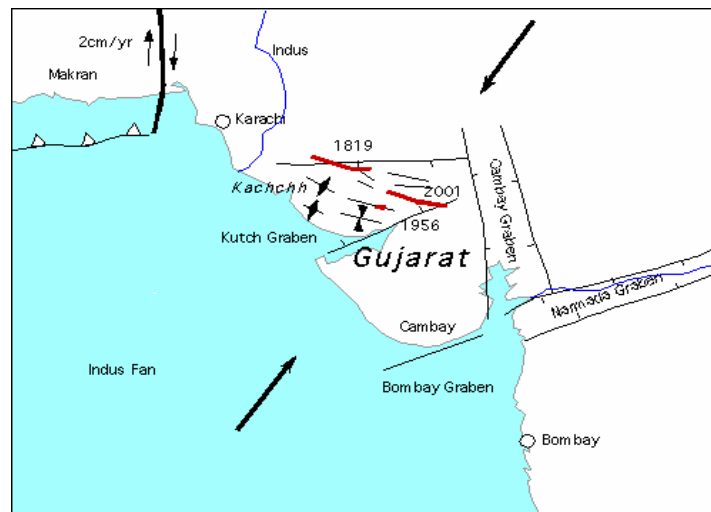 2cm/yr
Makran
Indus
Karachi
1819
Kachchh
2001
Cambay Graben
1956
Kutch Graben
Gujarat
Narmada Graben
Cambay
Indus Fan
Bombay Graben
Bombay